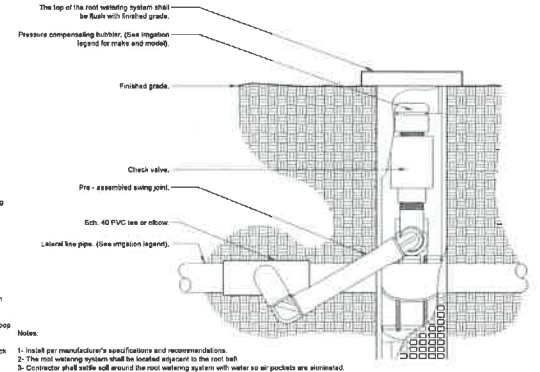 The top of the root watering system shall
be flush with finished grade.
Pressure compensating bubbler, (See irrigation
legend for make and model).
Finished grade.
Check valve.
Pre - assembled swing joint.
Sch. 40 PVC tee or elbow.
Lateral line pipe. (See irrigation legend).
Notes:
1- Install per manufacturer's specifications and recommendations.
2- The root watering system shall be located adjacent to the root ball.
3- Contractor shall settle soil around the root watering system with water so air pockets are eliminated.